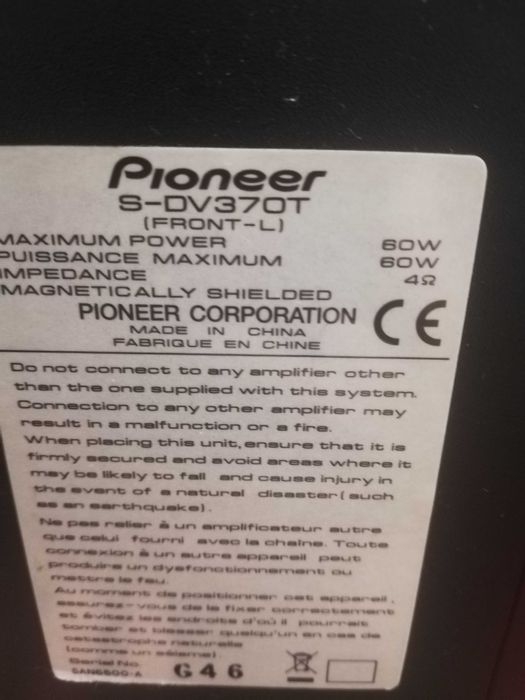 Pioneer
S-DV370T
(FRONT-L)
MAXIMUM POWER 60W
PUISSANCE MAXIMUM 60W
IMPEDANCE 4Ω
MAGNETICALLY SHIELDED
PIONEER CORPORATION CE
MADE IN CHINA
FABRIQUE EN CHINE
Do not connect to any amplifier other
than the one supplied with this system.
Connection to any other amplifier may
result in a malfunction or a fire.
When placing this unit,ensure that it is
firmly secured and avoid areas where it
may be likely to fall and cause injury in
the event of a natural disaster(such
as an earthquake).
Ne pas relier à un amplificateur autre
que celui fourni avec la chaîne. Toute
connexion à un autre appareil peut
produire un dysfonctionnement ou
mettre le feu.
Au moment de positionner cet appareil,
assurez-vous de le fixer correctement
et évitez les endroits d'où il pourrait
tomber et blesser quelqu'un en cas de
catastrophe naturelle
(comme un séisme).
Serial No.
G46